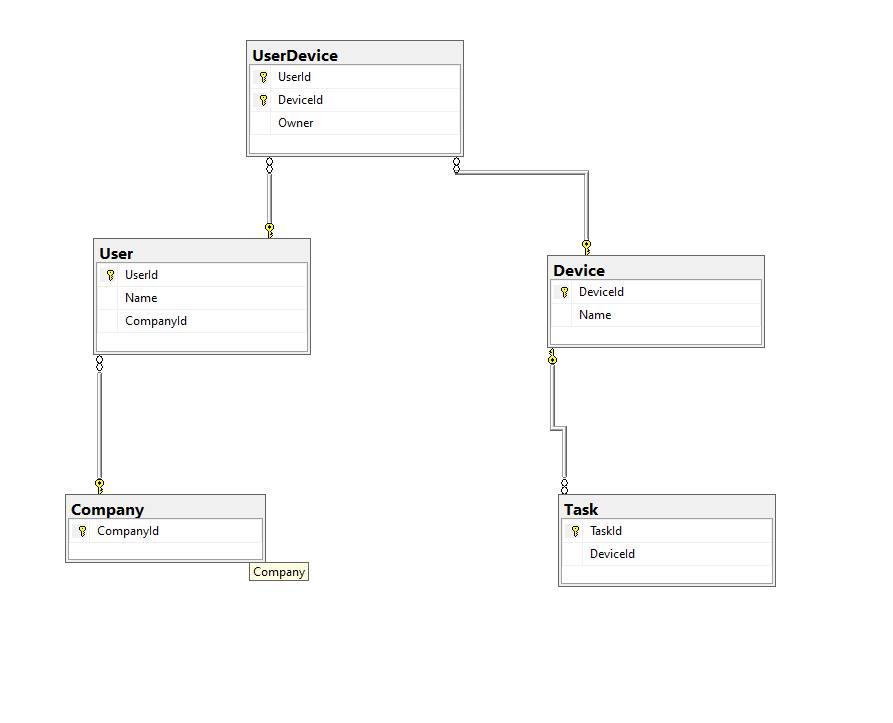 UserDevice
UserId
DeviceId
Owner
User
UserId
Name
CompanyId
Device
DeviceId
Name
Company
CompanyId
Company
Task
TaskId
DeviceId